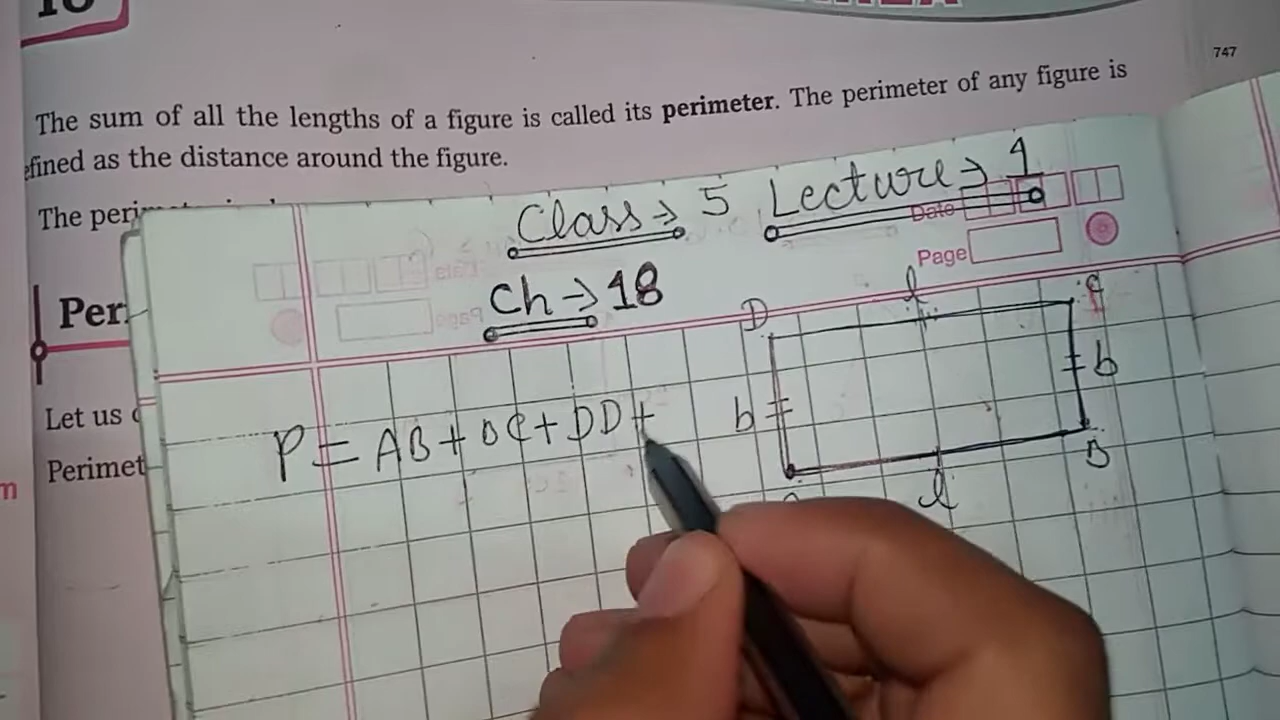 18
747
The sum of all the lengths of a figure is called its perimeter. The perimeter of any figure is
efined as the distance around the figure.
The
Class → 5 Lecture → 1
Date
Page
Ch → 18
Per
Let us
Perimet
m
D l C
b b
B
l
P = AB + BC + DD +